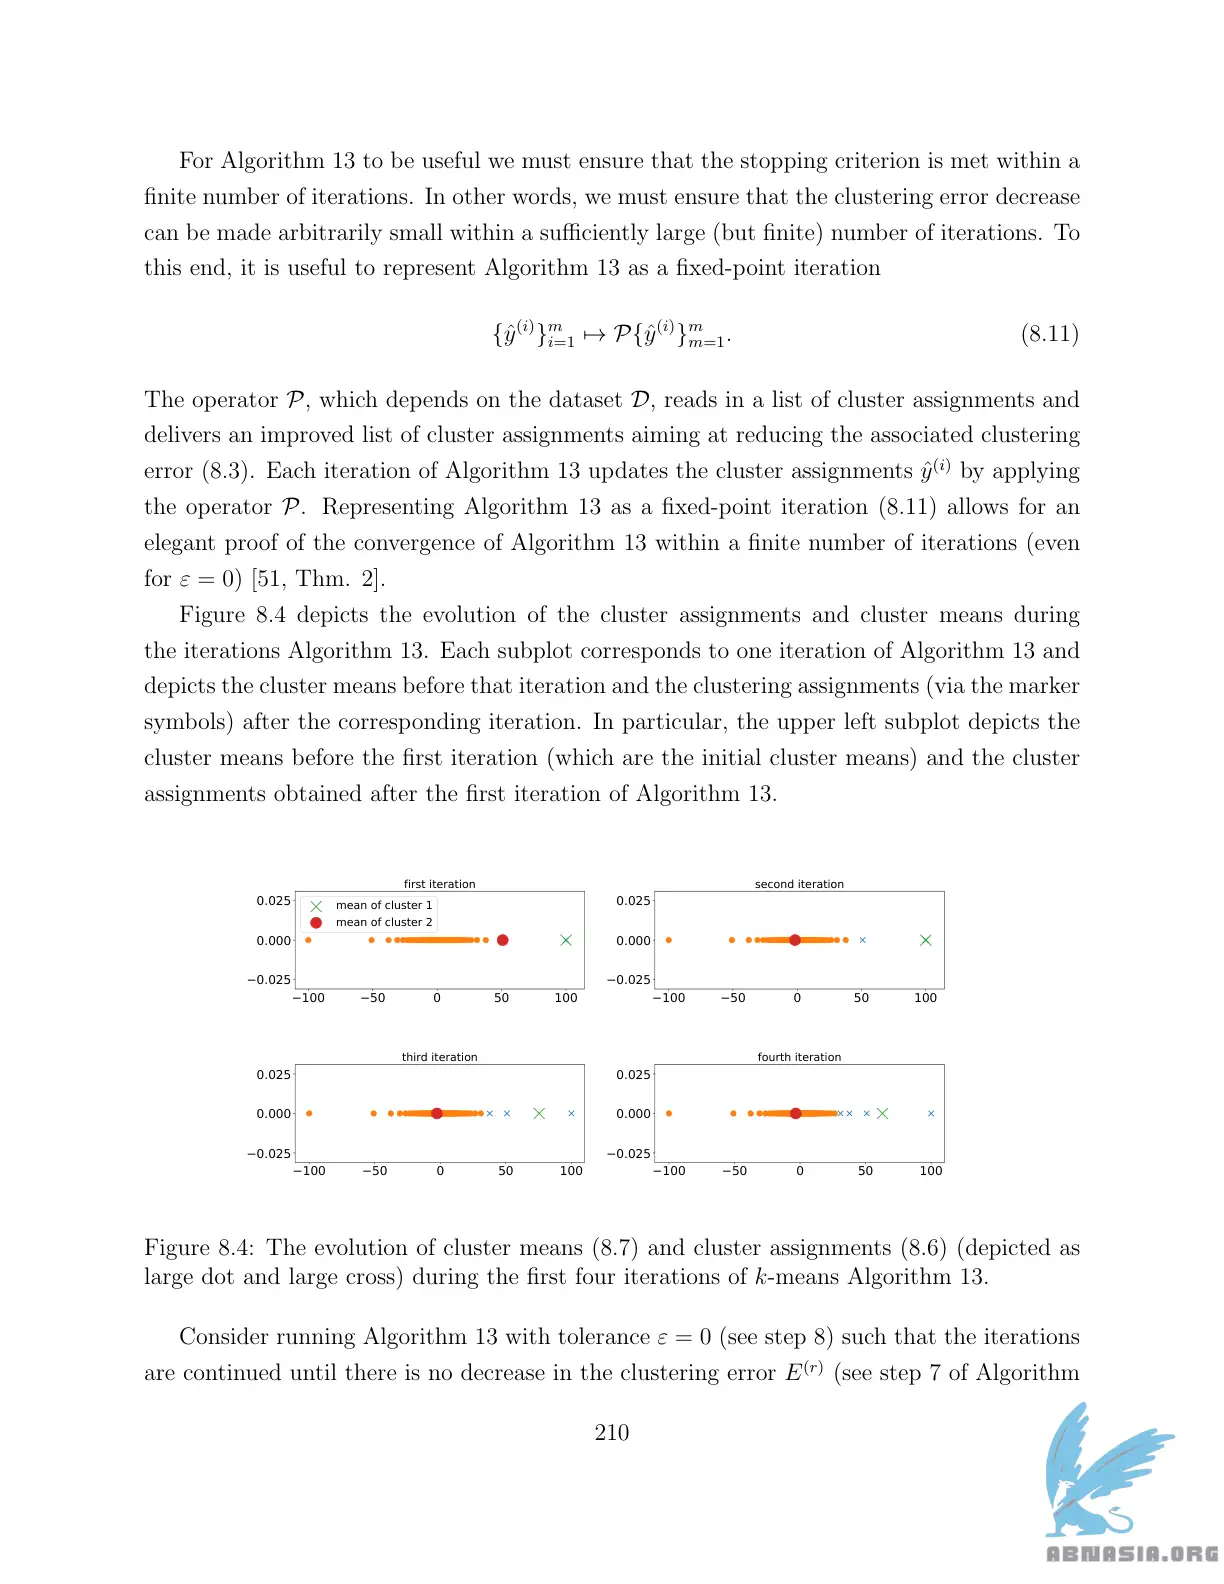 For Algorithm 13 to be useful we must ensure that the stopping criterion is met within a
finite number of iterations. In other words, we must ensure that the clustering error decrease
can be made arbitrarily small within a sufficiently large (but finite) number of iterations. To
this end, it is useful to represent Algorithm 13 as a fixed-point iteration
{ŷ^(i)}^m_i=1 ↦ P{ŷ^(i)}^m_m=1. (8.11)
The operator P, which depends on the dataset D, reads in a list of cluster assignments and
delivers an improved list of cluster assignments aiming at reducing the associated clustering
error (8.3). Each iteration of Algorithm 13 updates the cluster assignments ŷ^(i) by applying
the operator P. Representing Algorithm 13 as a fixed-point iteration (8.11) allows for an
elegant proof of the convergence of Algorithm 13 within a finite number of iterations (even
for ε = 0) [51, Thm. 2].
Figure 8.4 depicts the evolution of the cluster assignments and cluster means during
the iterations Algorithm 13. Each subplot corresponds to one iteration of Algorithm 13 and
depicts the cluster means before that iteration and the clustering assignments (via the marker
symbols) after the corresponding iteration. In particular, the upper left subplot depicts the
cluster means before the first iteration (which are the initial cluster means) and the cluster
assignments obtained after the first iteration of Algorithm 13.
first iteration
0.025
0.000
−0.025
mean of cluster 1
mean of cluster 2
−100 −50 0 50 100
second iteration
0.025
0.000
−0.025
−100 −50 0 50 100
third iteration
0.025
0.000
−0.025
−100 −50 0 50 100
fourth iteration
0.025
0.000
−0.025
−100 −50 0 50 100
Figure 8.4: The evolution of cluster means (8.7) and cluster assignments (8.6) (depicted as
large dot and large cross) during the first four iterations of k-means Algorithm 13.
Consider running Algorithm 13 with tolerance ε = 0 (see step 8) such that the iterations
are continued until there is no decrease in the clustering error E^(r) (see step 7 of Algorithm
210
ABNASIA.ORG